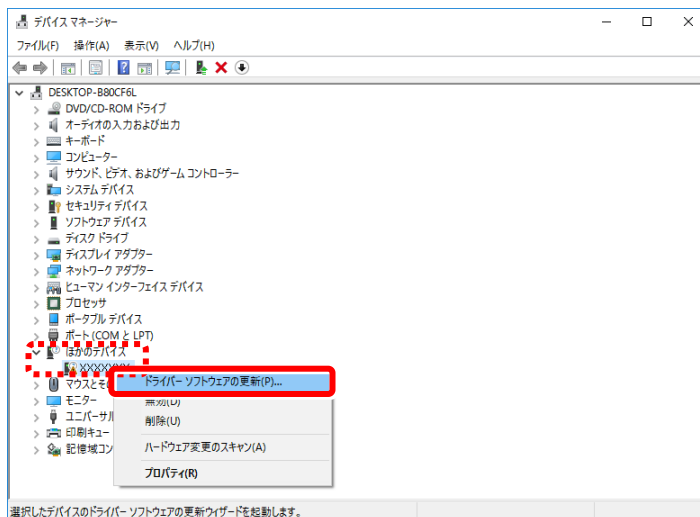 デバイス マネージャー
ファイル(F) 操作(A) 表示(V) ヘルプ(H)
DESKTOP-B80CF6L
DVD/CD-ROM ドライブ
オーディオの入力および出力
キーボード
コンピューター
サウンド、ビデオ、およびゲーム コントローラー
システム デバイス
セキュリティ デバイス
ソフトウェア デバイス
ディスク ドライブ
ディスプレイ アダプター
ネットワーク アダプター
ヒューマン インターフェイス デバイス
プロセッサ
ポータブル デバイス
ポート (COM と LPT)
ほかのデバイス
XXXXXXX
マウスとそ
モニター
ユニバーサル
印刷キュー
記憶域コン
ドライバー ソフトウェアの更新(P)...
無効(D)
削除(U)
ハードウェア変更のスキャン(A)
プロパティ(R)
選択したデバイスのドライバー ソフトウェアの更新ウィザードを起動します。